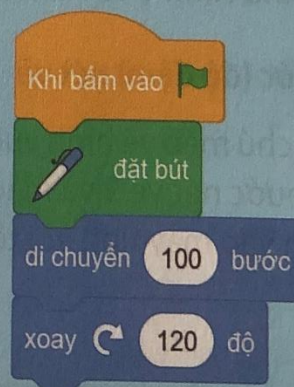 Khi bấm vào
đặt bút
di chuyển 100 bước
xoay 120 độ